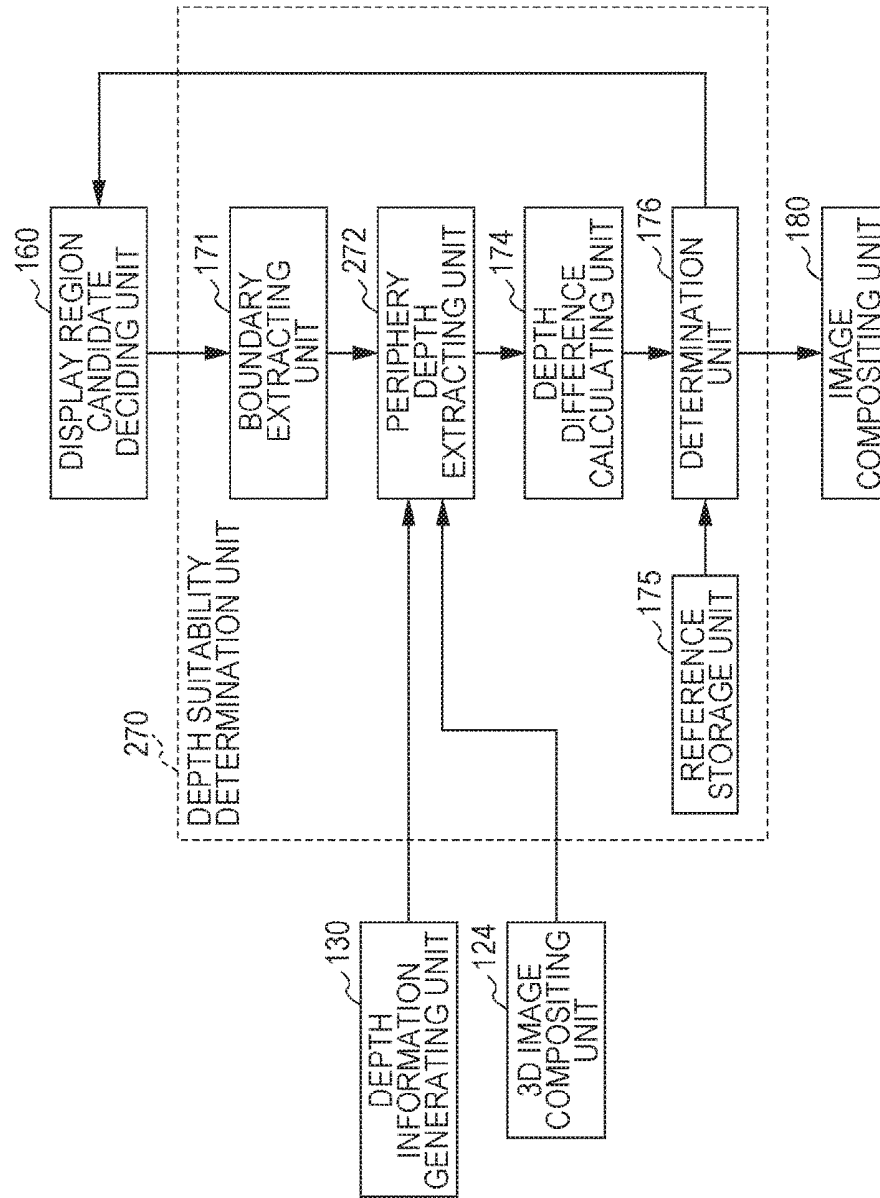 160
DISPLAY REGION
CANDIDATE
DECIDING UNIT
270
DEPTH SUITABILITY
DETERMINATION UNIT
171
BOUNDARY
EXTRACTING
UNIT
130
DEPTH
INFORMATION
GENERATING UNIT
272
PERIPHERY
DEPTH
EXTRACTING UNIT
124
3D IMAGE
COMPOSITING
UNIT
174
DEPTH
DIFFERENCE
CALCULATING UNIT
175
REFERENCE
STORAGE UNIT
176
DETERMINATION
UNIT
180
IMAGE
COMPOSITING UNIT